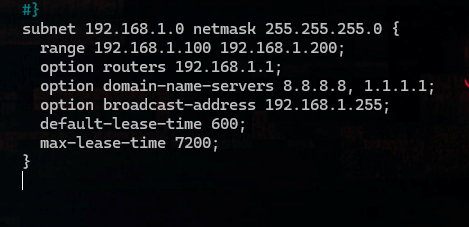 #}
subnet 192.168.1.0 netmask 255.255.255.0 {
  range 192.168.1.100 192.168.1.200;
  option routers 192.168.1.1;
  option domain-name-servers 8.8.8.8, 1.1.1.1;
  option broadcast-address 192.168.1.255;
  default-lease-time 600;
  max-lease-time 7200;
}